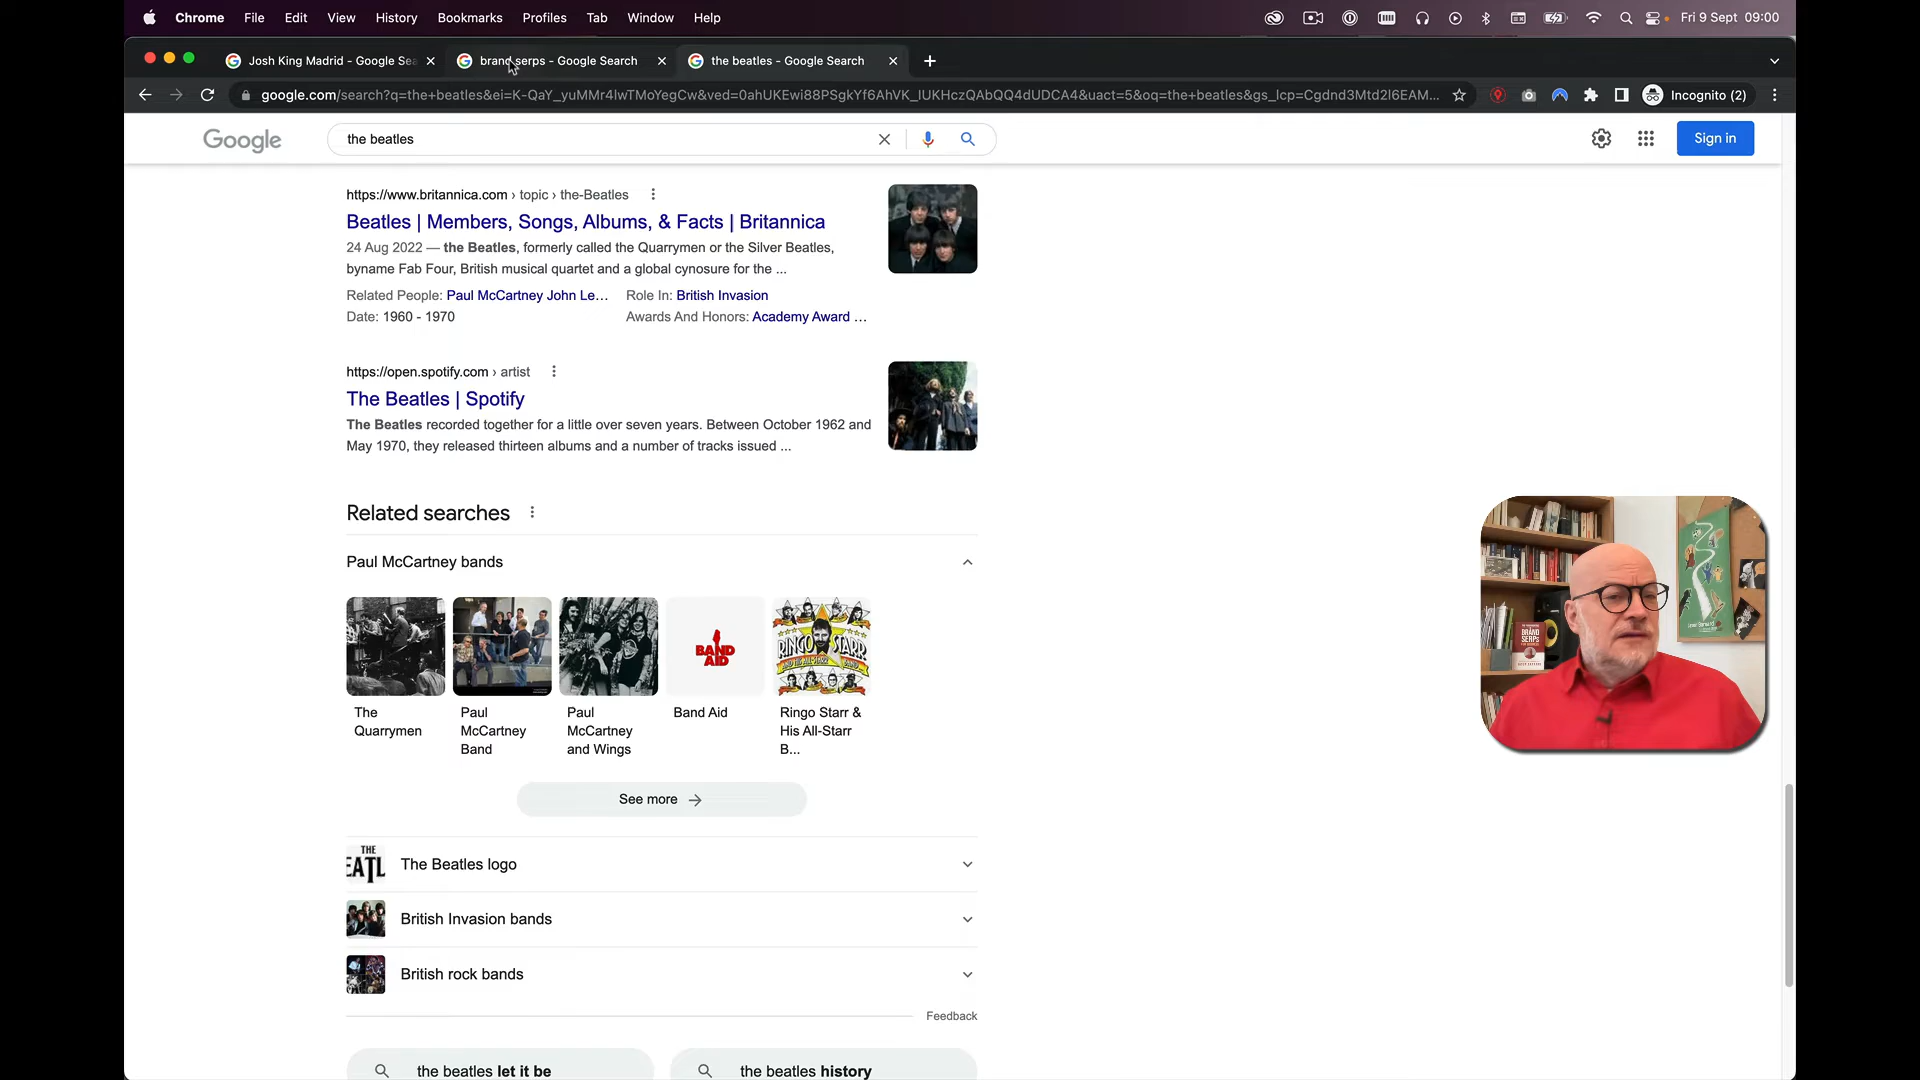 Chrome File Edit View History Bookmarks Profiles Tab Window Help
Fri 9 Sept 09:00
Josh King Madrid - Google Sea
brand serps - Google Search
the beatles - Google Search
google.com/search?q=the+beatles&ei=K-QaY_yuMMr4lwTMoYegCw&ved=0ahUKEwi88PSgkYf6AhVK_lUKHczQAbQQ4dUDCA4&uact=5&oq=the+beatles&gs_lcp=Cgdnd3Mtd2l6EAM...
Incognito (2)
Google
the beatles
Sign in
https://www.britannica.com › topic › the-Beatles
Beatles | Members, Songs, Albums, & Facts | Britannica
24 Aug 2022 — the Beatles, formerly called the Quarrymen or the Silver Beatles,
byname Fab Four, British musical quartet and a global cynosure for the ...
Related People: Paul McCartney John Le...
Role In: British Invasion
Date: 1960 - 1970
Awards And Honors: Academy Award ...
https://open.spotify.com › artist
The Beatles | Spotify
The Beatles recorded together for a little over seven years. Between October 1962 and
May 1970, they released thirteen albums and a number of tracks issued ...
Related searches
Paul McCartney bands
BAND
AID
RINGO STARR
The
Quarrymen
Paul
McCartney
Band
Paul
McCartney
and Wings
Band Aid
Ringo Starr &
His All-Starr
B...
See more
THE
EATL
The Beatles logo
British Invasion bands
British rock bands
Feedback
the beatles let it be
the beatles history
BRAND
SERPs